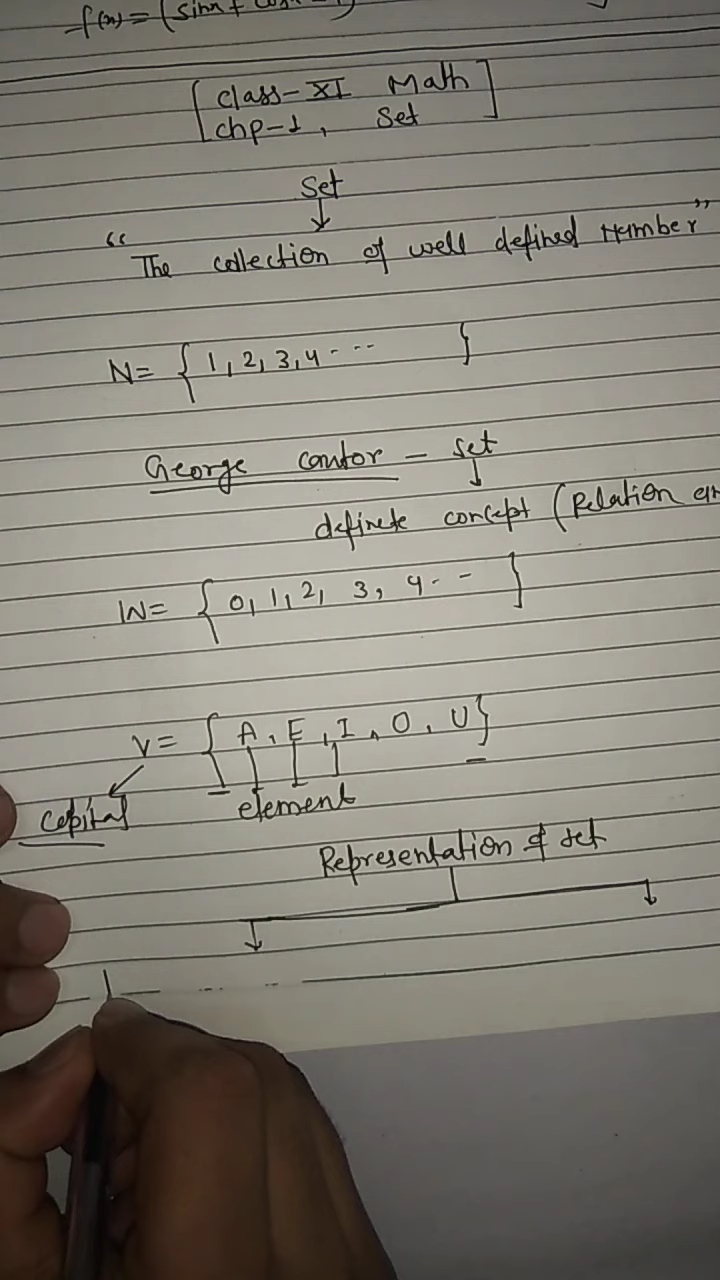 f(x) = (sinx +
[class-XI Math
chp-1, Set]
Set
↓
"The collection of well defined Number"
N= { 1, 2, 3, 4 - -- }
George cantor - set
↓
definite concept (Relation
W= { 0, 1, 2, 3, 4 - - }
V= { A, E, I, O, U}
Capital element
Representation of set